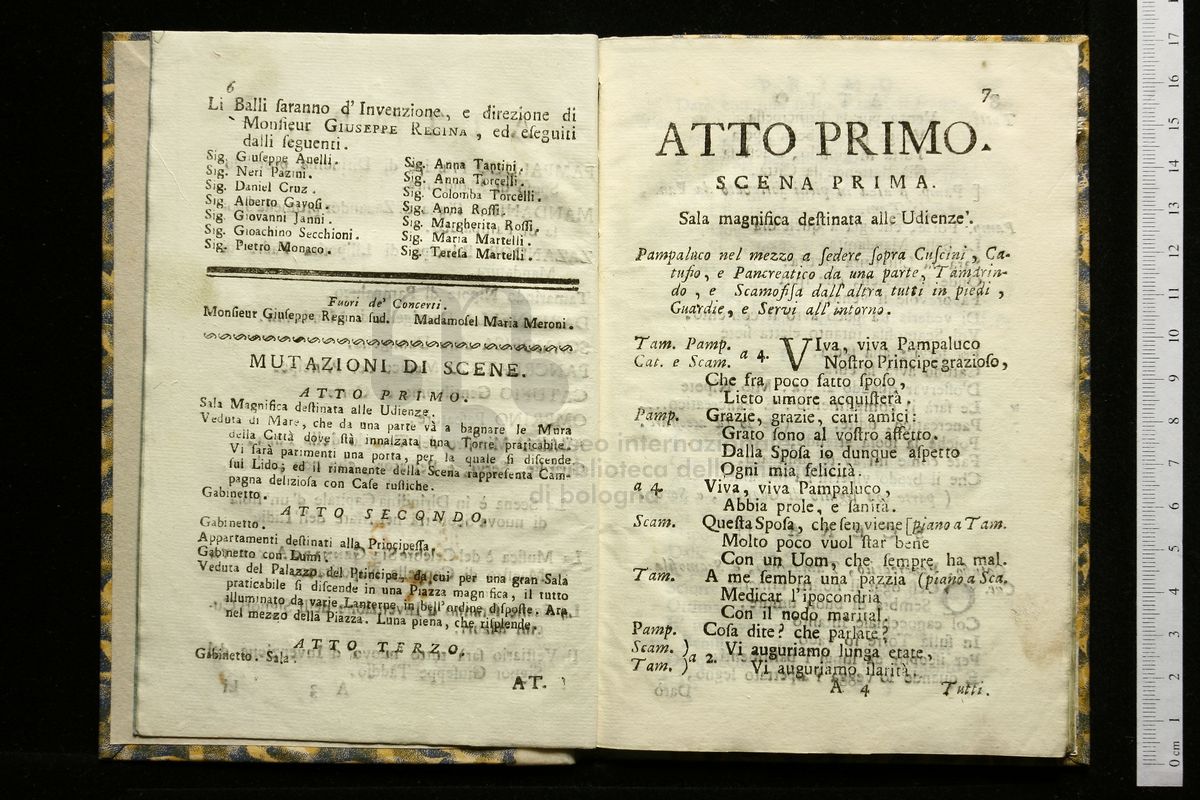 6
Li Balli ſaranno d' Invenzione, e direzione di
Monſieur GIUSEPPE REGINA, ed eſeguiti
dalli ſeguenti.
Sig. Giuſeppe Anelli. Sig. Anna Tantini.
Sig. Neri Pazini. Sig. Anna Torcelli.
Sig. Daniel Cruz. Sig. Colomba Torcelli.
Sig. Alberto Gavoſi. Sig. Anna Roſſi.
Sig. Giovanni Janni. Sig. Margherita Roſſi.
Sig. Gioachino Secchioni. Sig. Maria Martelli.
Sig. Pietro Monaco. Sig. Tereſa Martelli.
Fuori de' Concerti.
Monſieur Giuſeppe Regina ſud. Madamoſel Maria Meroni.
MUTAZIONI DI SCENE.
ATTO PRIMO.
Sala Magnifica deſtinata alle Udienze.
Veduta di Mare, che da una parte và a bagnare le Mura
della Città dove ſtà innalzata una Torre praticabile.
Vi ſarà parimenti una porta, per la quale ſi diſcende
ſul Lido; ed il rimanente della Scena rappreſenta Cam-
pagna delizioſa con Caſe ruſtiche.
Gabinetto.
ATTO SECONDO.
Gabinetto.
Appartamenti deſtinati alla Principeſſa.
Gabinetto con Lumi.
Veduta del Palazzo del Principe, da cui per una gran Sala
praticabile ſi diſcende in una Piazza magnifica, il tutto
illuminato da varie Lanterne in bell'ordine diſpoſte. Ara
nel mezzo della Piazza. Luna piena, che riſplende.
ATTO TERZO.
Gabinetto. Sala.
AT.
7
ATTO PRIMO.
SCENA PRIMA.
Sala magnifica deſtinata alle Udienze.
Pampaluco nel mezzo a ſedere ſopra Cuſcini, Ca-
tuſio, e Pancreatico da una parte, Tamarin-
do, e Scamoſiſa dall'altra tutti in piedi,
Guardie, e Servi all'intorno.
Tam. Pamp. a 4. VIva, viva Pampaluco
Cat. e Scam. Noſtro Principe grazioſo,
Che fra poco fatto ſpoſo,
Lieto umore acquiſterà.
Pamp. Grazie, grazie, cari amici:
Grato ſono al voſtro affetto.
Dalla Spoſa io dunque aſpetto
Ogni mia felicità.
a 4. Viva, viva Pampaluco,
Abbia prole, e ſanità.
Scam. Queſta Spoſa, che ſen viene [piano a Tam.
Molto poco vuol ſtar bene
Con un Uom, che ſempre ha mal.
Tam. A me ſembra una pazzia (piano a Sca.
Medicar l'ipocondria
Con il nodo marital.
Pamp. Coſa dite? che parlate?
Scam. ) a 2. Vi auguriamo lunga etate,
Tam. ) Vi auguriamo ilarità.
A 4 Tutti.